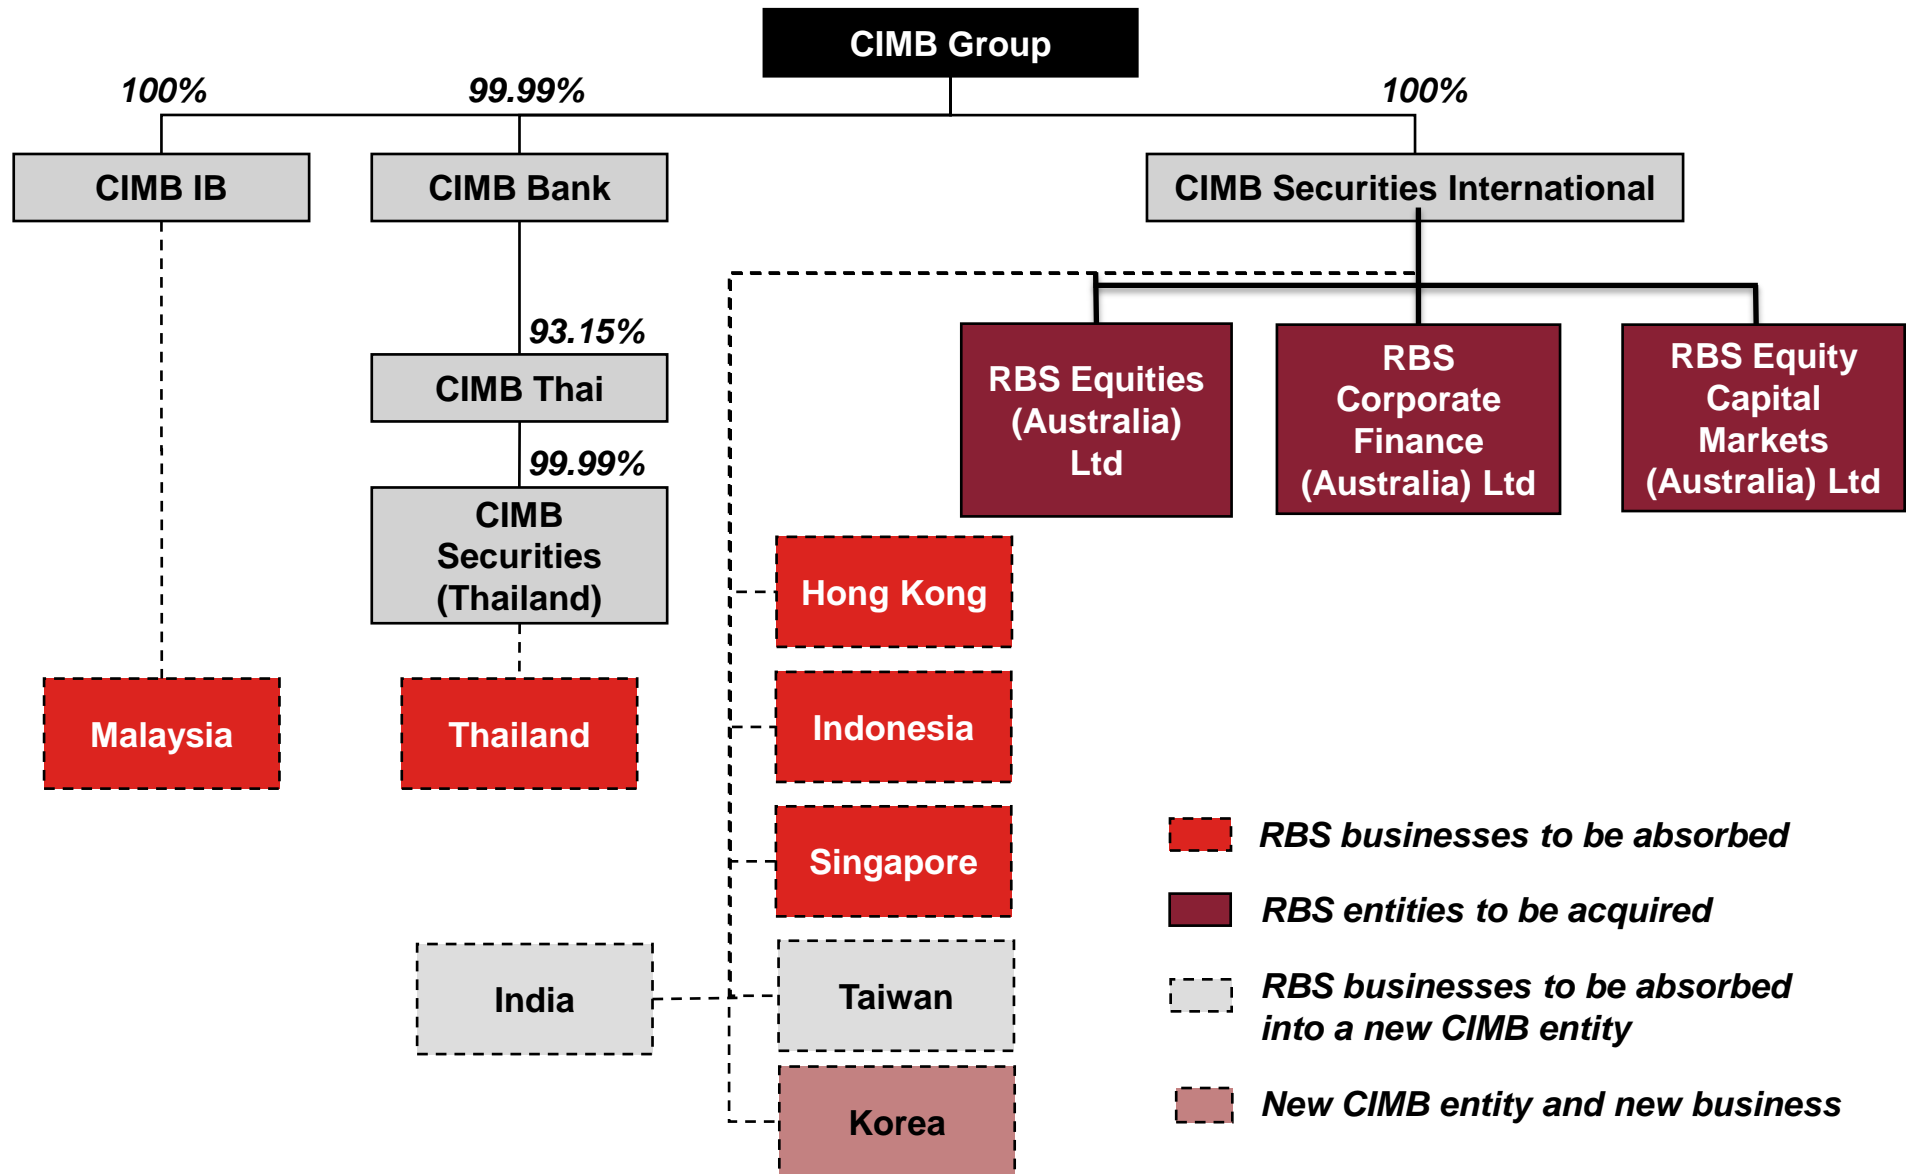 CIMB Group
100%
99.99%
100%
CIMB IB
CIMB Bank
CIMB Securities International
93.15%
CIMB Thai
99.99%
CIMB
Securities
(Thailand)
RBS Equities
(Australia)
Ltd
RBS
Corporate
Finance
(Australia) Ltd
RBS Equity
Capital
Markets
(Australia) Ltd
Hong Kong
Malaysia
Thailand
Indonesia
Singapore
India
Taiwan
Korea
RBS businesses to be absorbed
RBS entities to be acquired
RBS businesses to be absorbed
into a new CIMB entity
New CIMB entity and new business